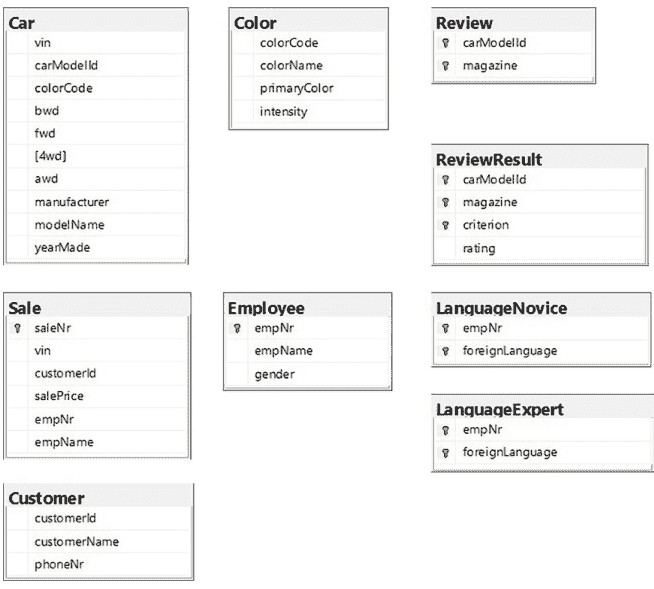 Car
vin
carModelId
colorCode
bwd
fwd
[4wd]
awd
manufacturer
modelName
yearMade
Color
colorCode
colorName
primaryColor
intensity
Review
carModelId
magazine
ReviewResult
carModelId
magazine
criterion
rating
Sale
saleNr
vin
customerId
salePrice
empNr
empName
Employee
empNr
empName
gender
LanguageNovice
empNr
foreignLanguage
LanguageExpert
empNr
foreignLanguage
Customer
customerId
customerName
phoneNr